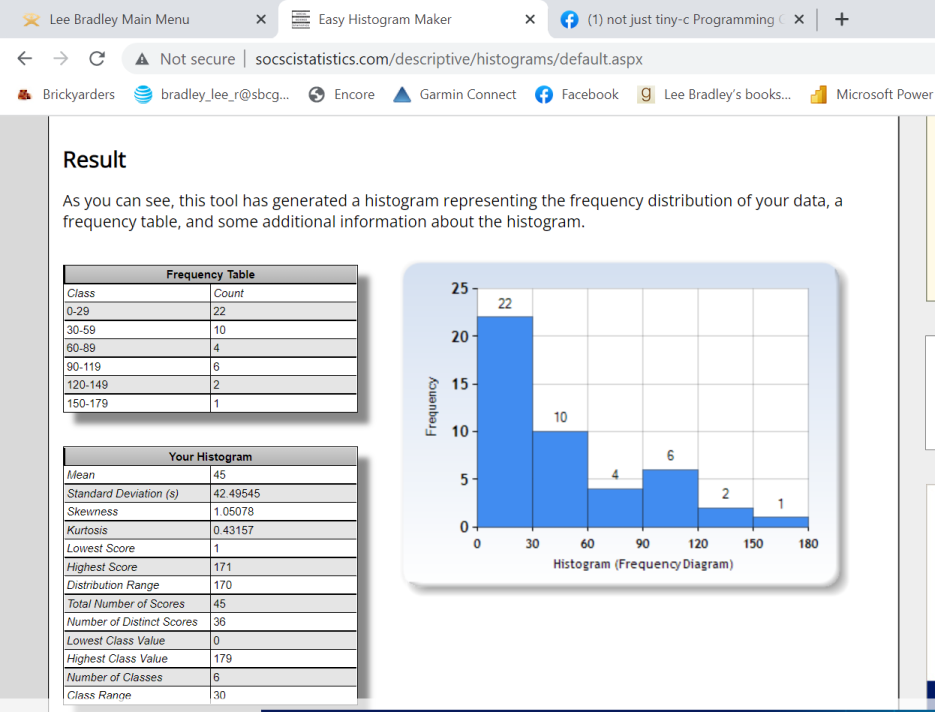 Lee Bradley Main Menu
Easy Histogram Maker
(1) not just tiny-c Programming
Not secure
socscistatistics.com/descriptive/histograms/default.aspx
Brickyarders
bradley_lee_r@sbcg...
Encore
Garmin Connect
Facebook
Lee Bradley's books...
Microsoft Power
Result
As you can see, this tool has generated a histogram representing the frequency distribution of your data, a
frequency table, and some additional information about the histogram.
Frequency Table
Class Count
0-29 22
30-59 10
60-89 4
90-119 6
120-149 2
150-179 1
Your Histogram
Mean 45
Standard Deviation (s) 42.49545
Skewness 1.05078
Kurtosis 0.43157
Lowest Score 1
Highest Score 171
Distribution Range 170
Total Number of Scores 45
Number of Distinct Scores 36
Lowest Class Value 0
Highest Class Value 179
Number of Classes 6
Class Range 30
Frequency
25
20
15
10
5
0
22
10
4
6
2
1
0 30 60 90 120 150 180
Histogram (Frequency Diagram)